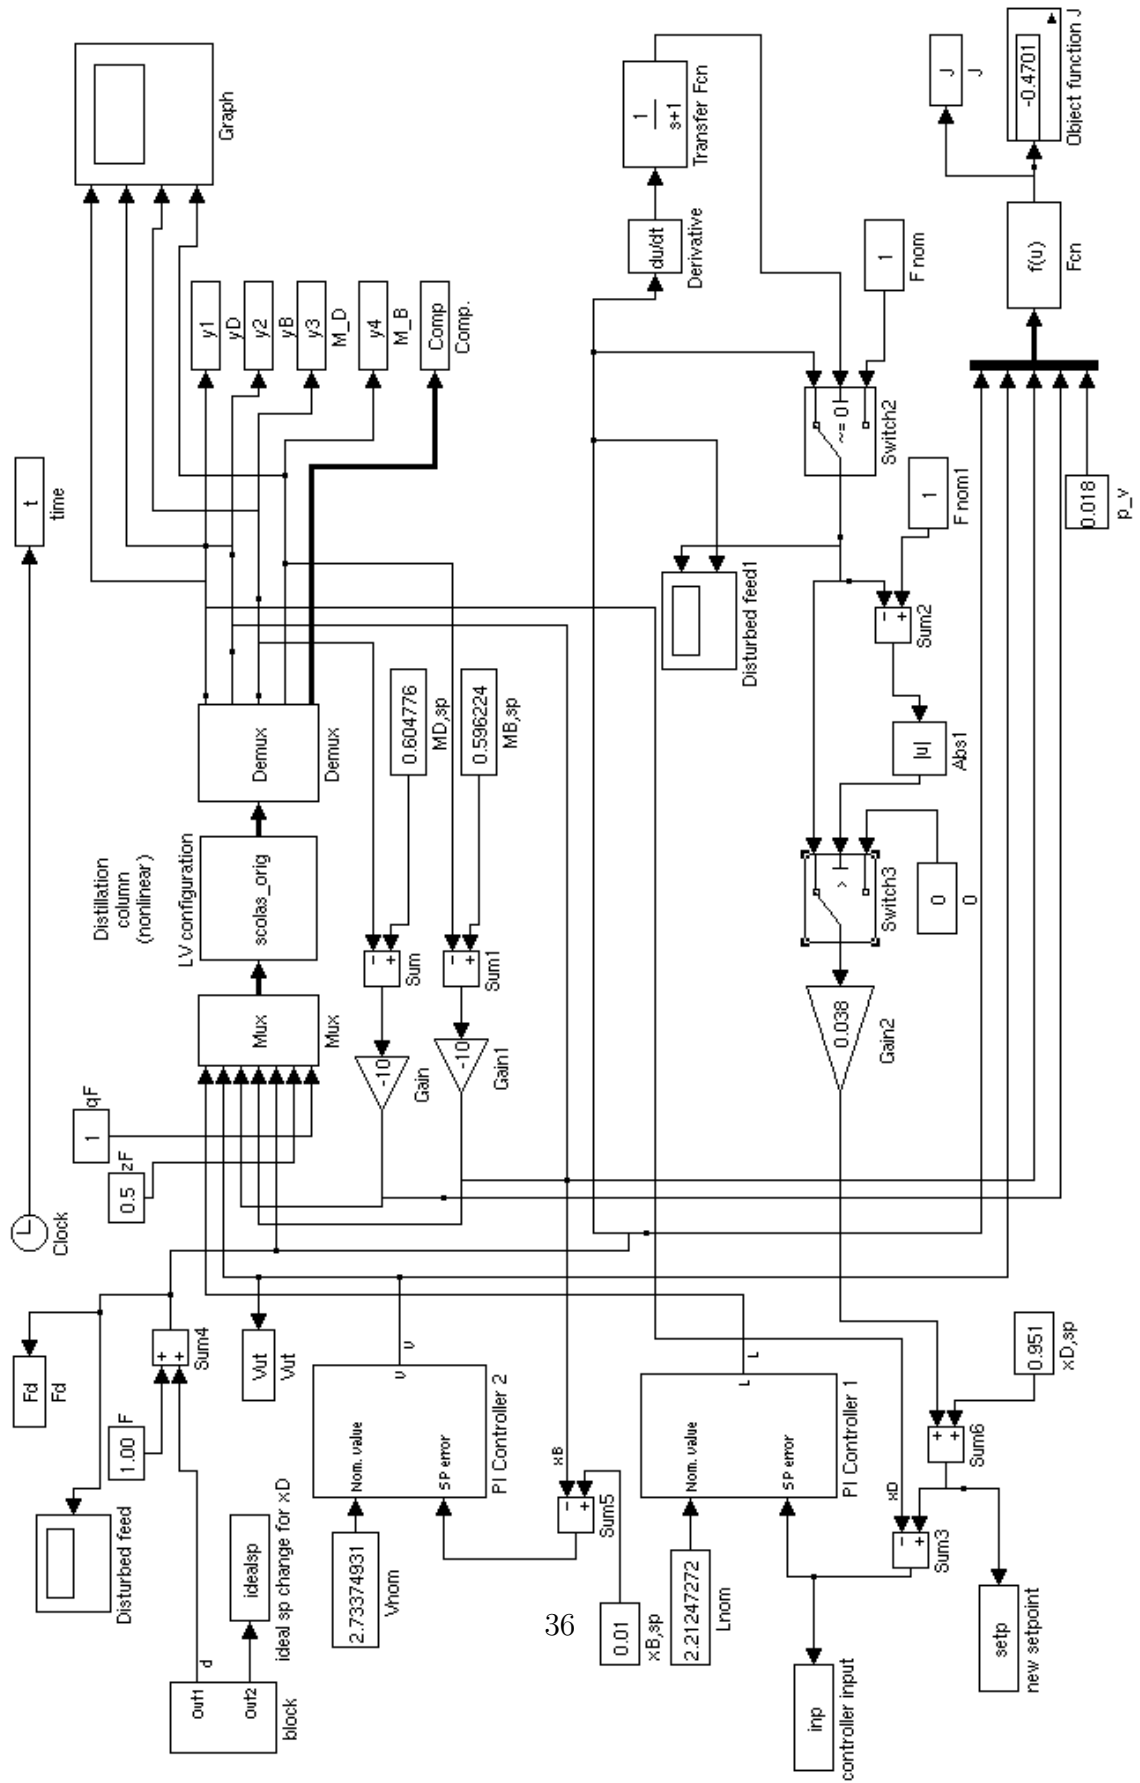 block
out1
out2
d
idealsp
ideal sp change for xD
Disturbed feed
1.00
F
Fd
Fd
+
+
Sum4
Clock
t
time
0.5
zF
1
qF
Mux
Mux
Distillation
column
(nonlinear)
LV configuration
scolas_orig
Demux
Demux
Graph
y1
yD
y2
yB
y3
M_D
y4
M_B
Comp
Comp.
Vut
Vut
2.73374931
Vnom
Nom. value
SP error
PI Controller 2
-10
Gain
−
+
Sum
0.604776
MD,sp
-10
Gain1
−
+
Sum1
0.596224
MB,sp
xB
−
+
Sum5
0.01
xB,sp
2.21247272
Lnom
Nom. value
SP error
L
L
PI Controller 1
xD
−
+
Sum3
inp
controller input
setp
new setpoint
+
+
Sum6
0.951
xD,sp
0.038
Gain2
>
Switch3
0
0
|u|
Abs1
−
+
Sum2
1
F nom1
Disturbed feed1
~= 0
Switch2
1
F nom
du/dt
Derivative
1
s+1
Transfer Fcn
0.018
p_v
f(u)
Fcn
J
J
-0.4701
Object function J
36